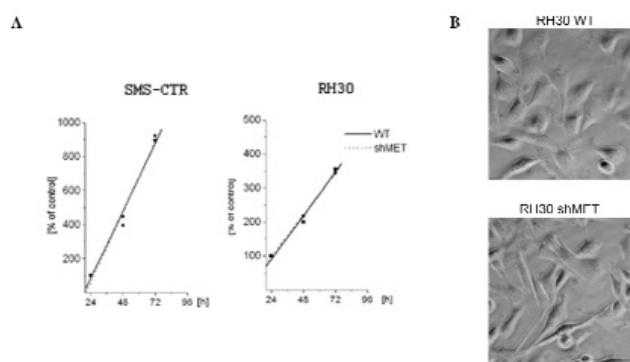 A
B
SMS-CTR
RH30
[% of control]
1000
800
600
400
200
24 48 72 96 [h]
[% of control]
500
400
300
200
100
24 48 72 96 [h]
WT
shMET
RH30 WT
RH30 shMET